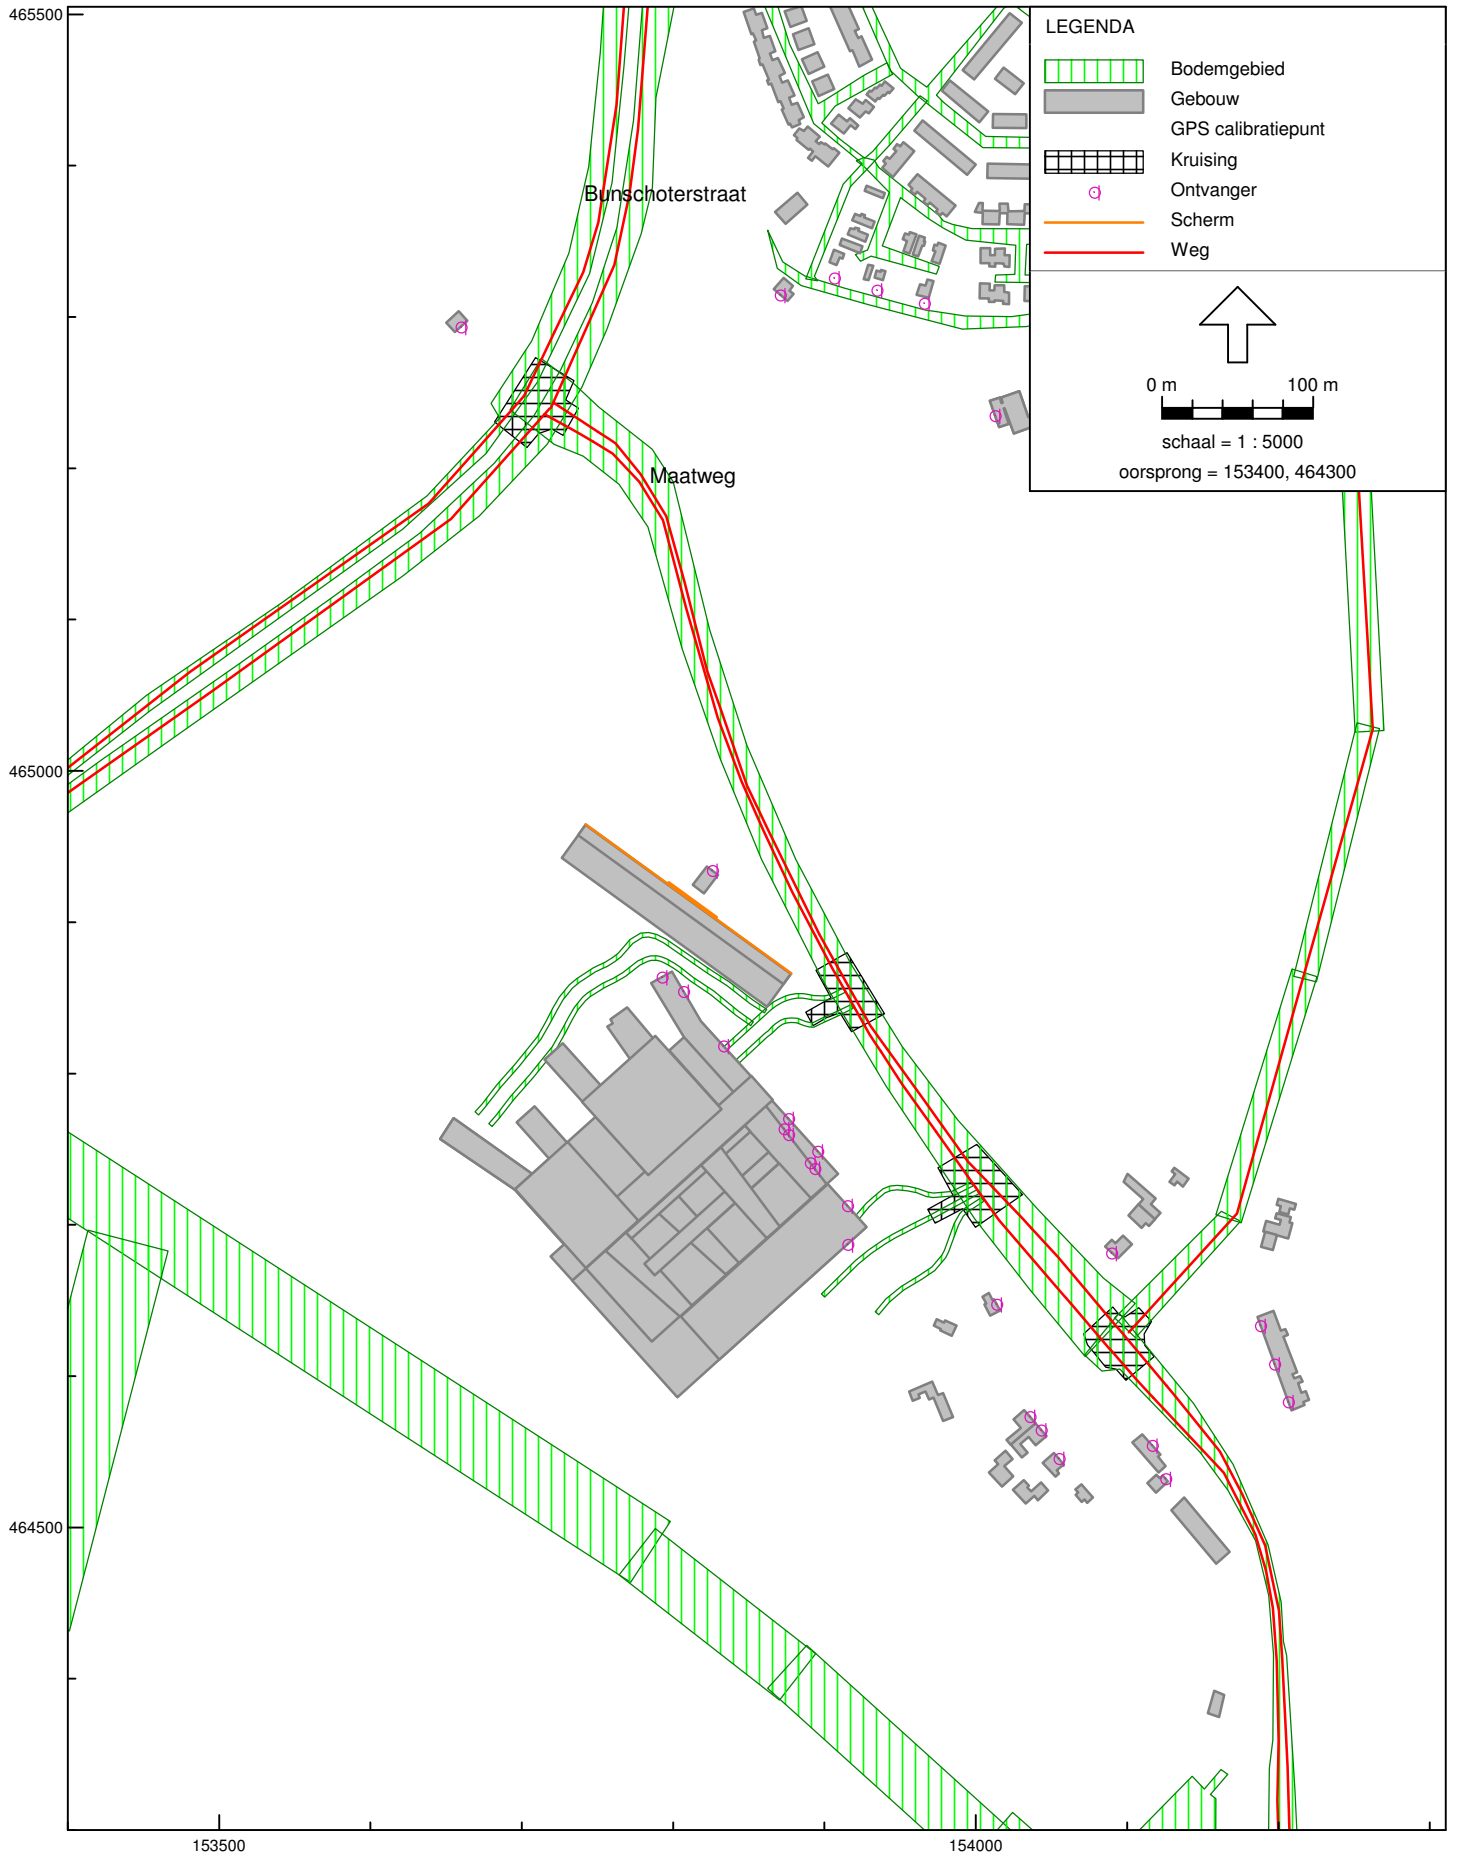 465500
LEGENDA
Bodemgebied
Gebouw
GPS calibratiepunt
Kruising
Ontvanger
Scherm
Weg
Bunschoterstraat
0 m 100 m
schaal = 1 : 5000
oorsprong = 153400, 464300
Maatweg
465000
464500
153500 154000